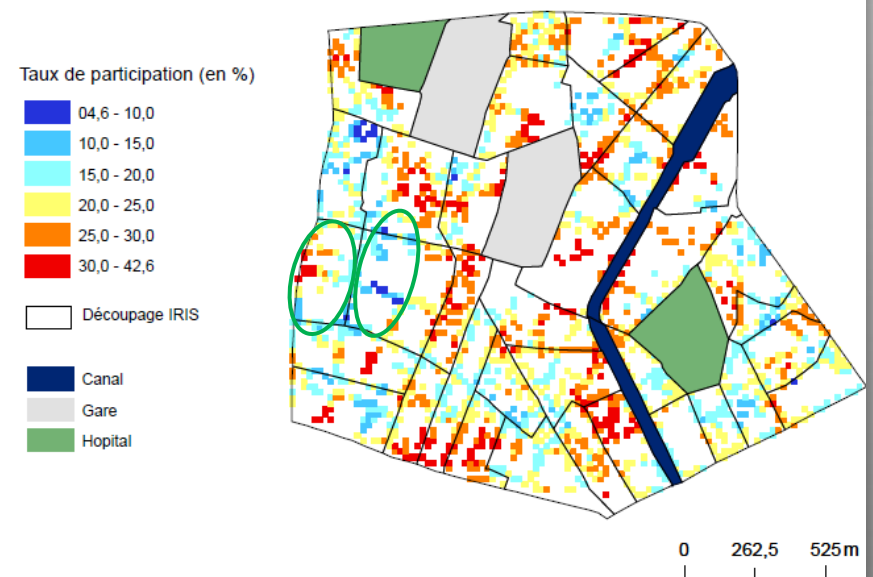 Taux de participation (en %)
04,6 - 10,0
10,0 - 15,0
15,0 - 20,0
20,0 - 25,0
25,0 - 30,0
30,0 - 42,6
Découpage IRIS
Canal
Gare
Hopital
0 262,5 525 m